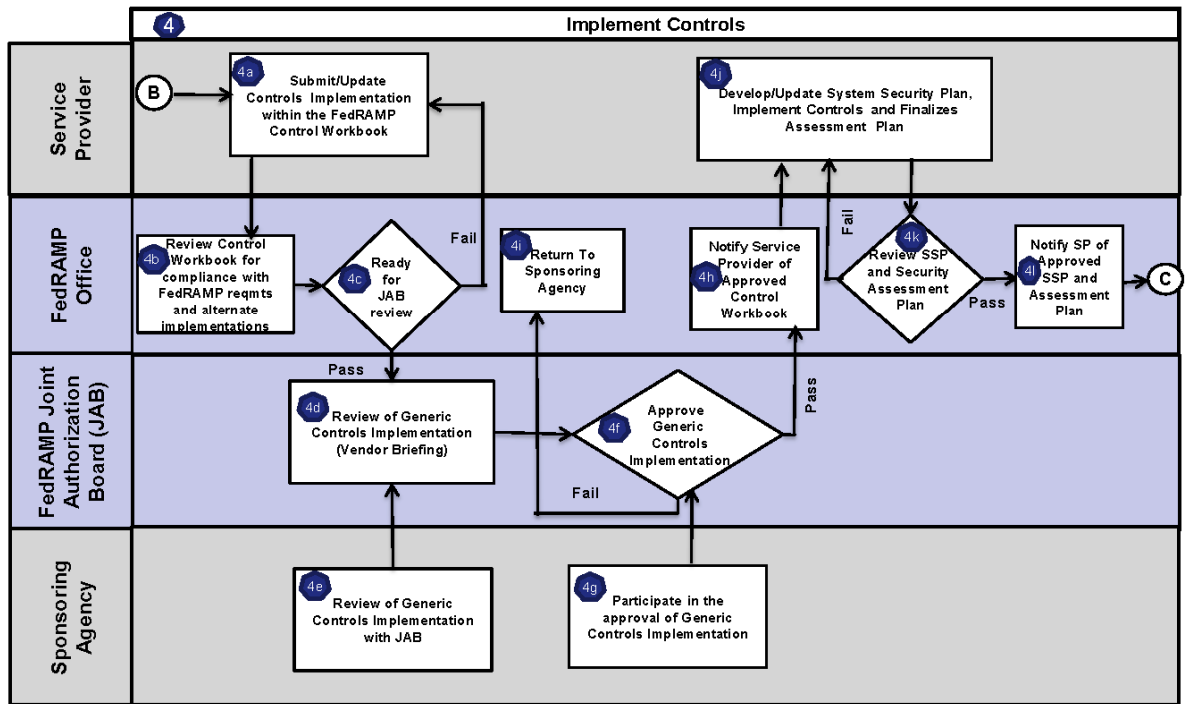 4
Implement Controls
Service
Provider
B
4a
Submit/Update
Controls Implementation
within the FedRAMP
Control Workbook
4j
Develop/Update System Security Plan,
Implement Controls and Finalizes
Assessment Plan
FedRAMP
Office
4b
Review Control
Workbook for
compliance with
FedRAMP reqmts
and alternate
implementations
4c
Ready
for
JAB
review
Fail
Pass
4i
Return To
Sponsoring
Agency
4h
Notify Service
Provider of
Approved
Control
Workbook
Fail
4k
Review SSP
and Security
Assessment
Plan
Pass
4l
Notify SP of
Approved
SSP and
Assessment
Plan
C
FedRAMP Joint
Authorization
Board (JAB)
4d
Review of Generic
Controls Implementation
(Vendor Briefing)
4f
Approve
Generic
Controls
Implementation
Fail
Pass
Sponsoring
Agency
4e
Review of Generic
Controls Implementation
with JAB
4g
Participate in the
approval of Generic
Controls Implementation